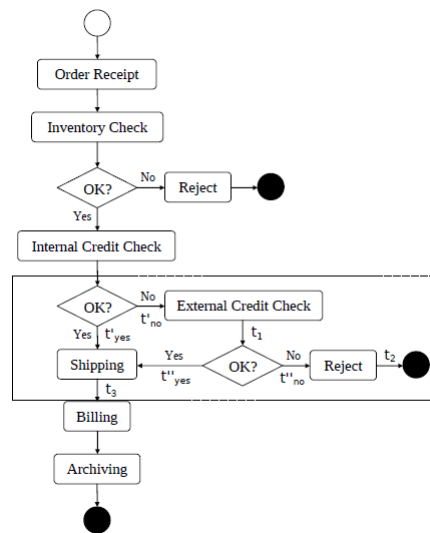 Order Receipt
Inventory Check
OK?
No
Reject
Yes
Internal Credit Check
OK?
No
t'no
External Credit Check
Yes
t'yes
t1
Shipping
Yes
t''yes
OK?
No
t''no
Reject
t2
t3
Billing
Archiving